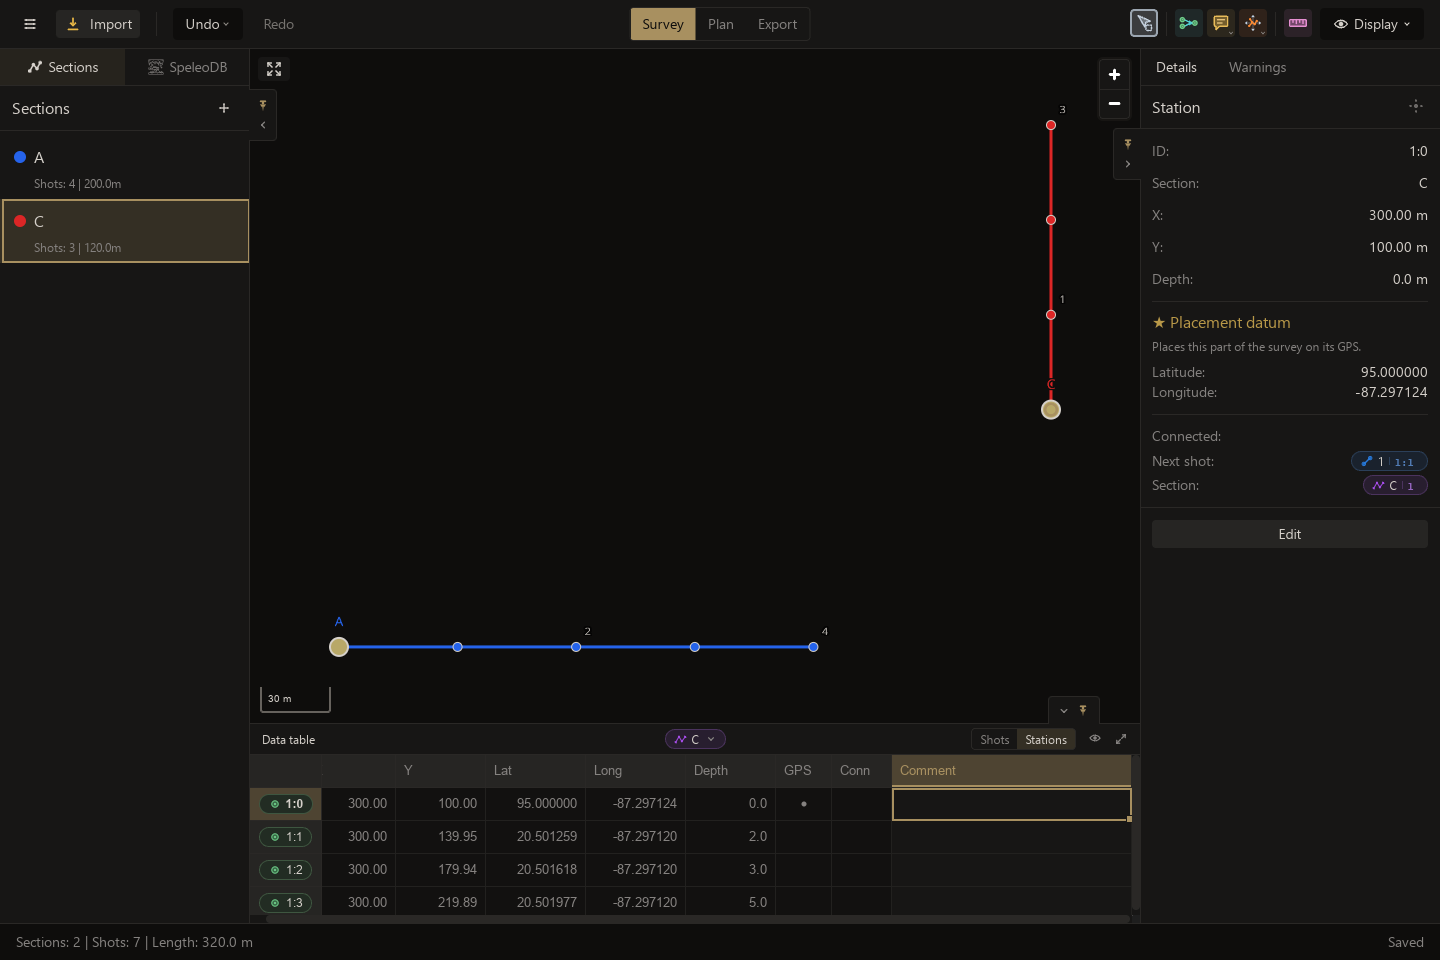 Import
Undo
Redo
Survey
Plan
Export
Display
Sections
SpeleoDB
Sections
A
Shots: 4 | 200.0m
C
Shots: 3 | 120.0m
3
1
C
A
2
4
30 m
Details
Warnings
Station
ID: 1:0
Section: C
X: 300.00 m
Y: 100.00 m
Depth: 0.0 m
★ Placement datum
Places this part of the survey on its GPS.
Latitude: 95.000000
Longitude: -87.297124
Connected:
Next shot: 1 | 1:1
Section: C | 1
Edit
Data table
C
Shots
Stations
Y Lat Long Depth GPS Conn Comment
1:0 300.00 100.00 95.000000 -87.297124 0.0 •
1:1 300.00 139.95 20.501259 -87.297120 2.0
1:2 300.00 179.94 20.501618 -87.297120 3.0
1:3 300.00 219.89 20.501977 -87.297120 5.0
Sections: 2 | Shots: 7 | Length: 320.0 m
Saved